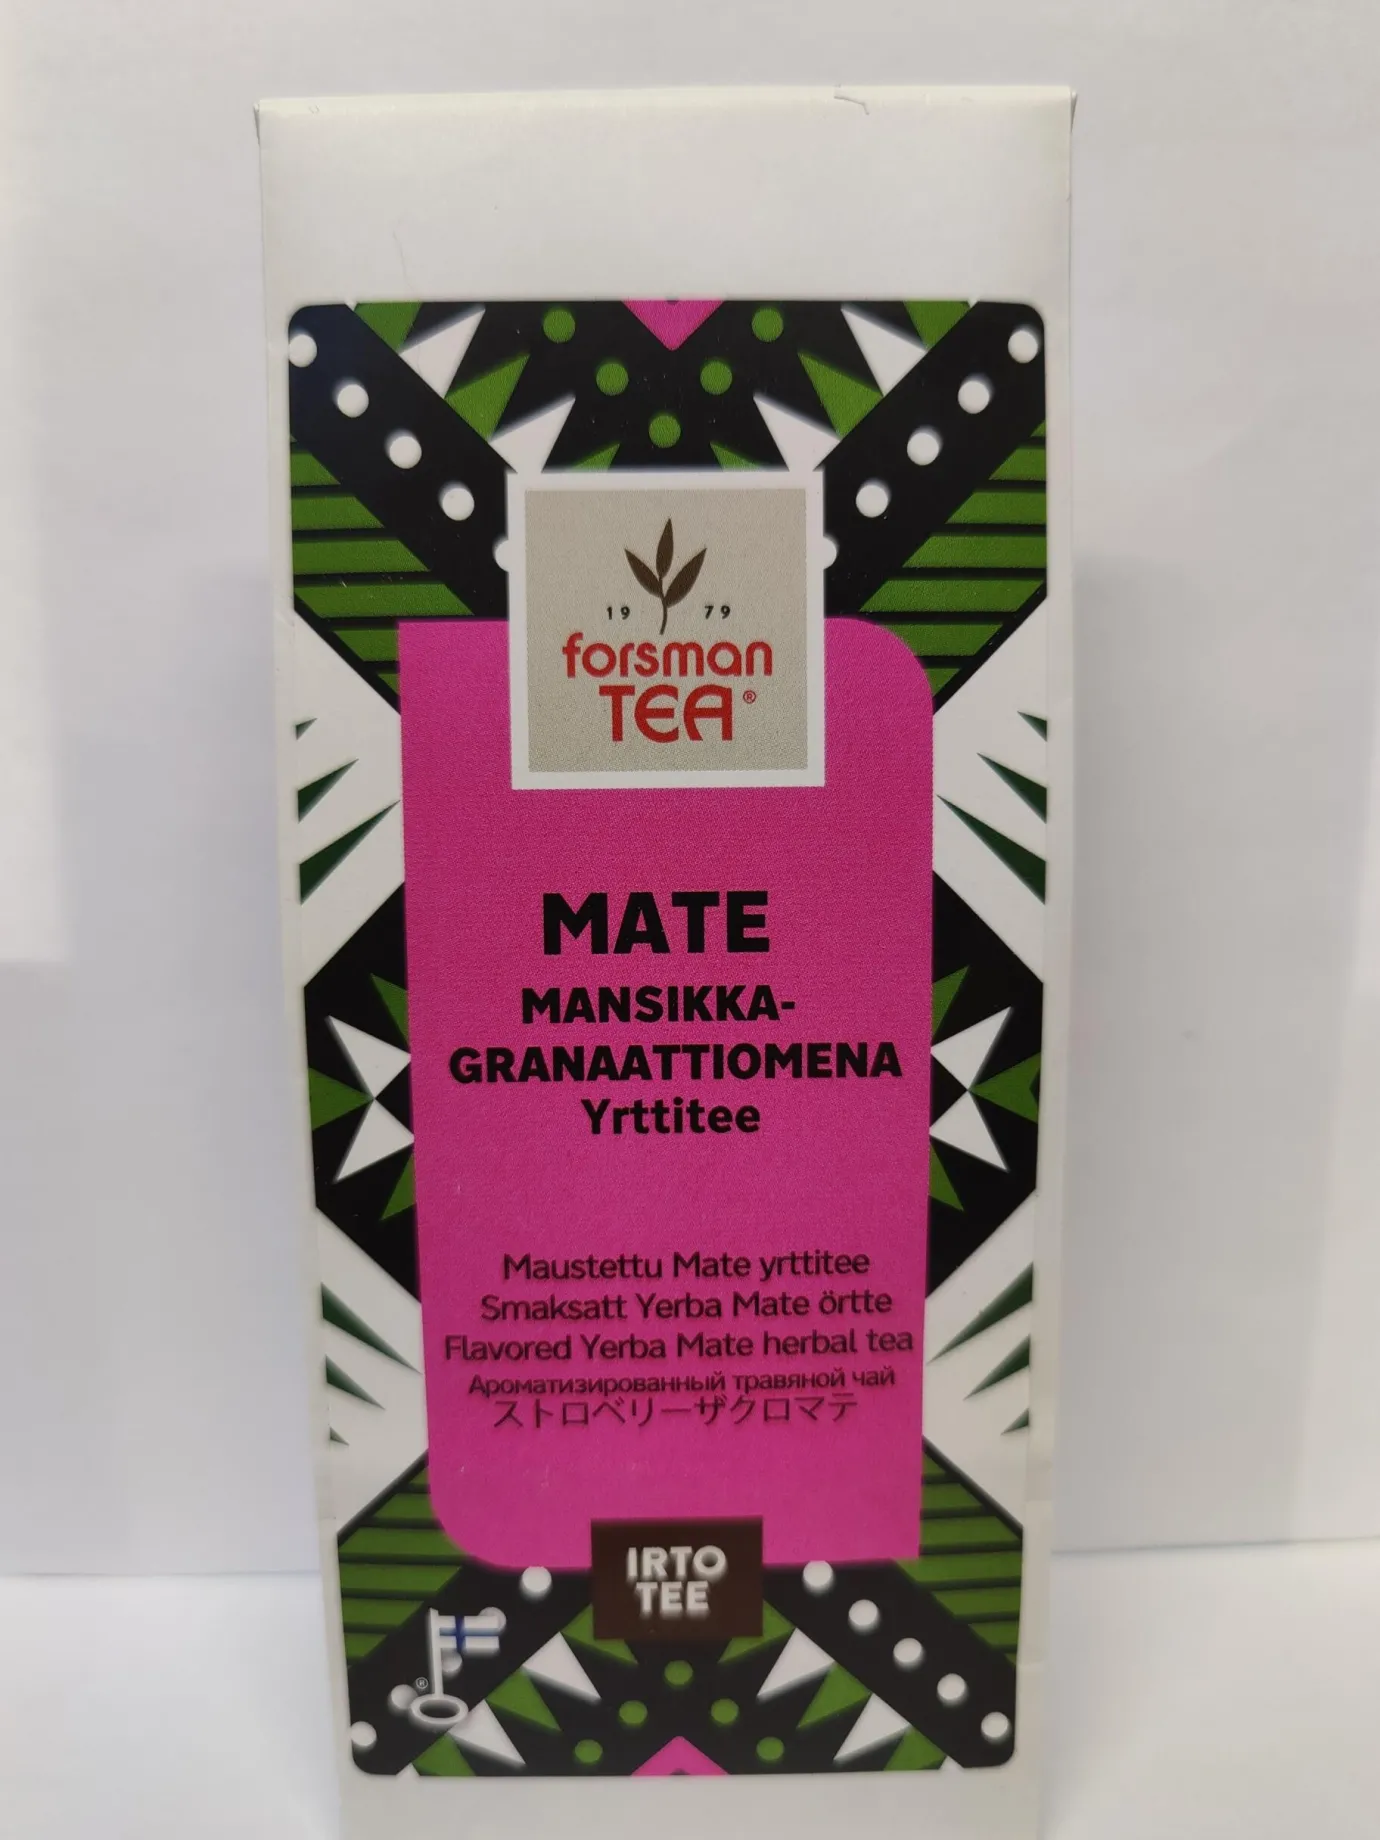 19 79
forsman
TEA®
MATE
MANSIKKA-
GRANAATTIOMENA
Yrttitee
Maustettu Mate yrttitee
Smaksatt Yerba Mate örtte
Flavored Yerba Mate herbal tea
Ароматизированный травяной чай
ストロベリーザクロマテ
IRTO
TEE
®